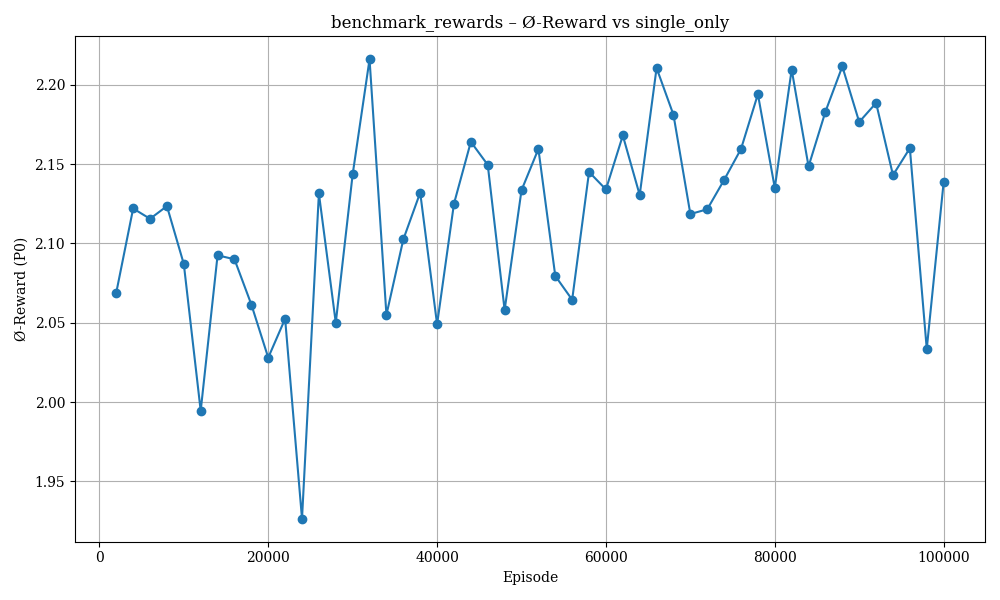 benchmark_rewards – Ø-Reward vs single_only
2.20
2.15
2.10
2.05
2.00
1.95
Ø-Reward (P0)
0 20000 40000 60000 80000 100000
Episode